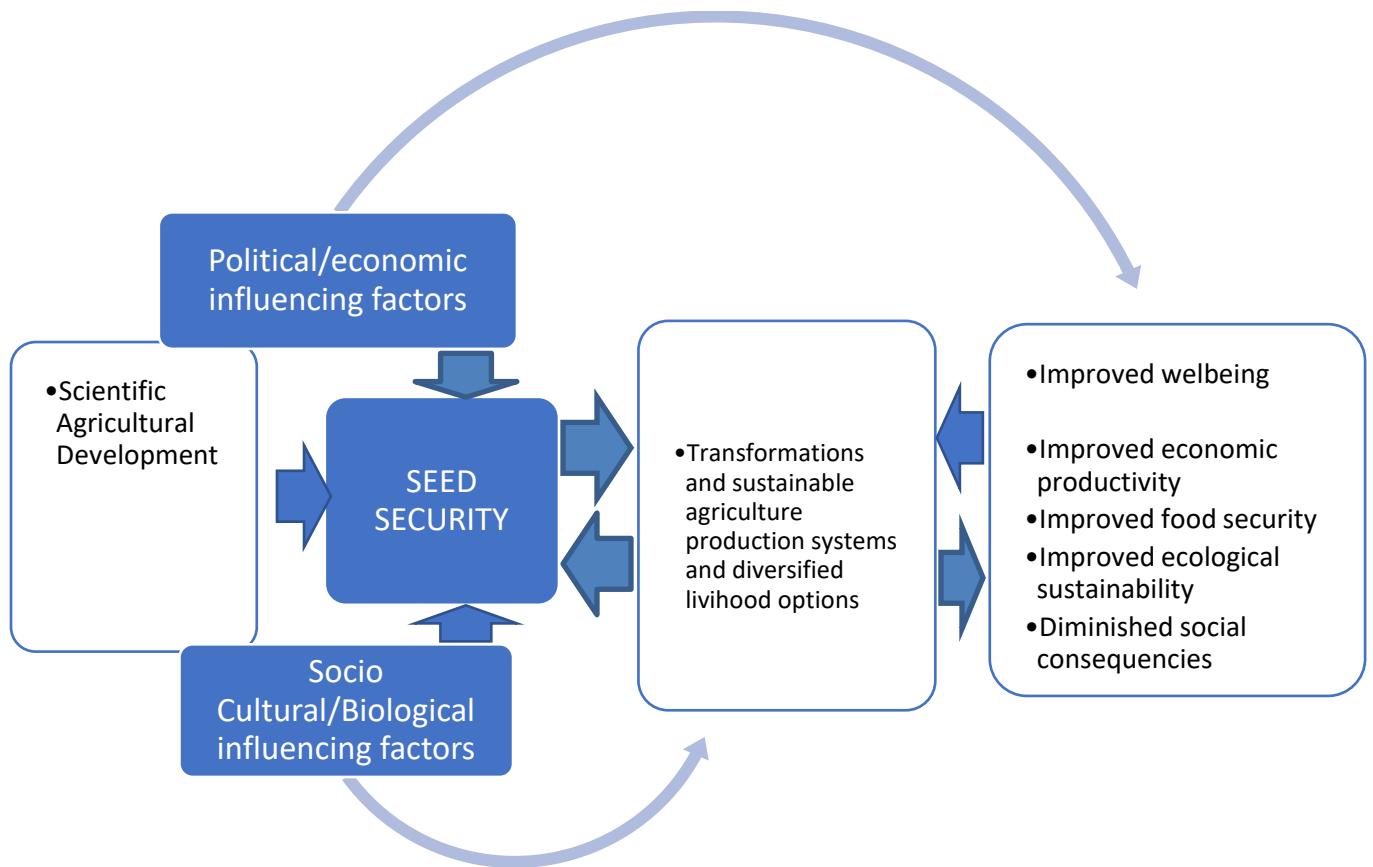 Political/economic
influencing factors
•Scientific
Agricultural
Development
SEED
SECURITY
Socio
Cultural/Biological
influencing factors
•Transformations
and sustainable
agriculture
production systems
and diversified
livihood options
•Improved welbeing
•Improved economic
productivity
•Improved food security
•Improved ecological
sustainability
•Diminished social
consequencies